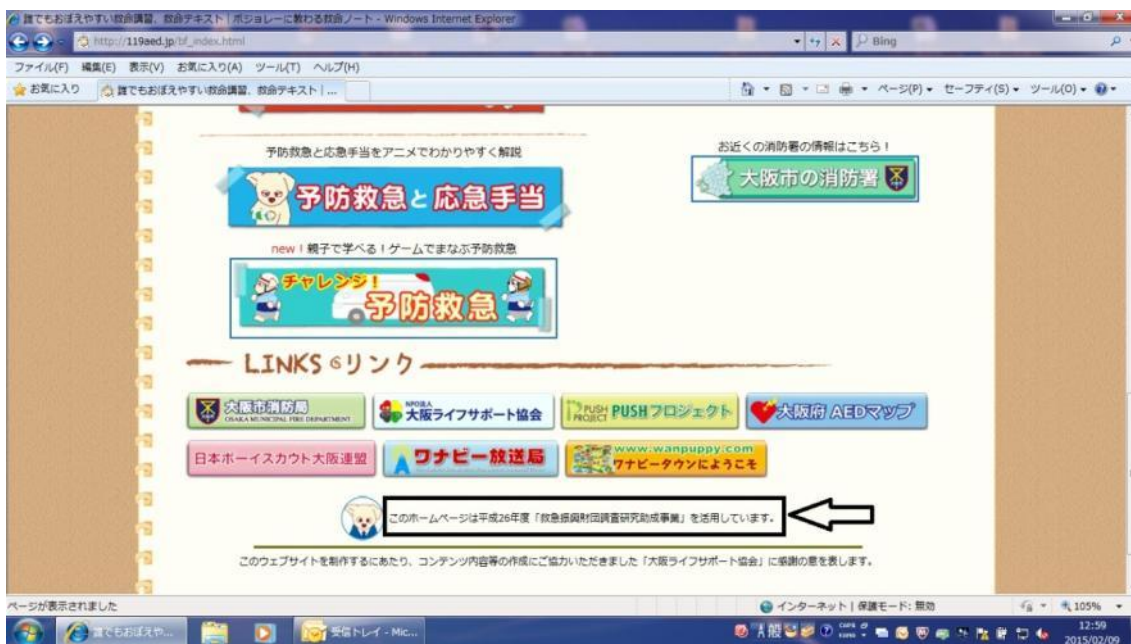 誰でもおぼえやすい救命講習、救命テキスト | ボジョレーに教わる救命ノート - Windows Internet Explorer
http://119aed.jp/bf_index.html
Bing
ファイル(F) 編集(E) 表示(V) お気に入り(A) ツール(T) ヘルプ(H)
お気に入り
誰でもおぼえやすい救命講習、救命テキスト | ...
ページ(P) セーフティ(S) ツール(O)
予防救急と応急手当をアニメでわかりやすく解説
お近くの消防署の情報はこちら!
予防救急と応急手当
大阪市の消防署
new!親子で学べる!ゲームでまなぶ予防救急
チャレンジ!
予防救急
LINKS リンク
大阪市消防局
OSAKA MUNICIPAL FIRE DEPARTMENT
NPO法人
大阪ライフサポート協会
PUSH PROJECT
PUSHプロジェクト
大阪府 AEDマップ
日本ボーイスカウト大阪連盟
ワナビー放送局
www.wanpuppy.com
ワナビータウンにようこそ
このホームページは平成26年度「救急振興財団調査研究助成事業」を活用しています。
このウェブサイトを制作するにあたり、コンテンツ内容等の作成にご協力いただきました「大阪ライフサポート協会」に感謝の意を表します。
ページが表示されました
インターネット | 保護モード: 無効
105%
誰でもおぼえや...
受信トレイ - Mic...
A 般
CAPS
KANA
12:59
2015/02/09